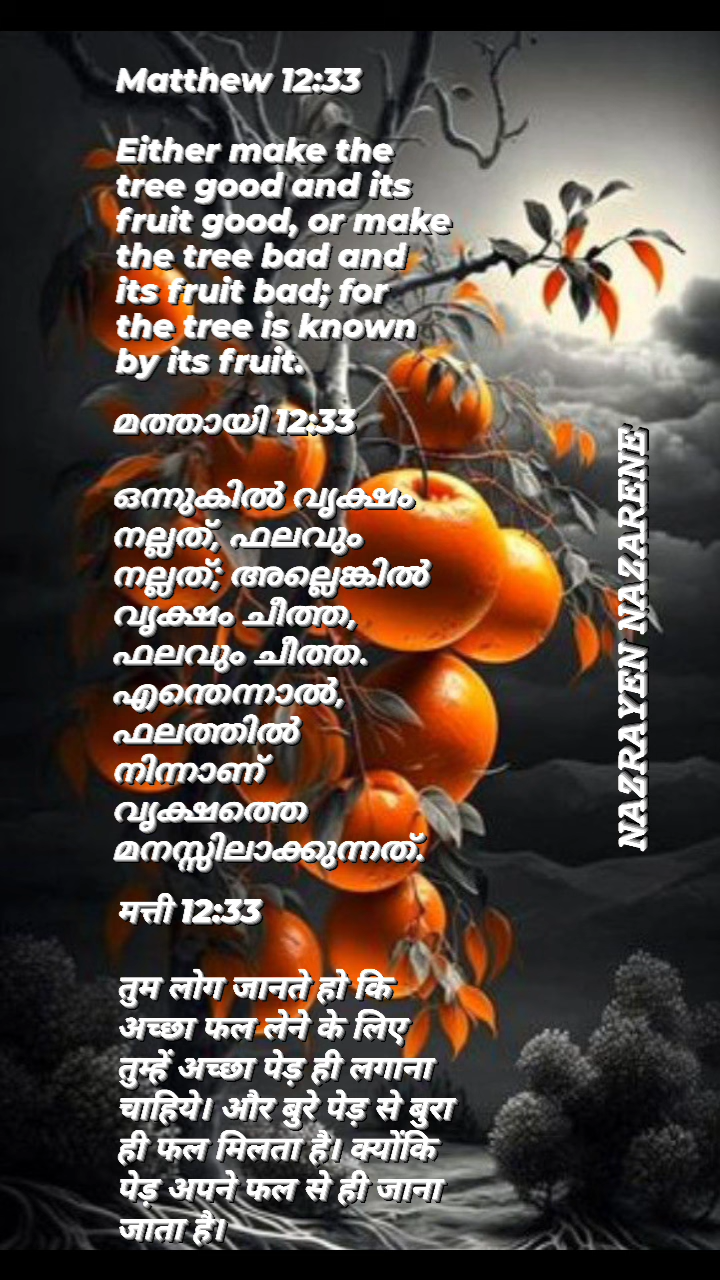 Matthew 12:33
Either make the
tree good and its
fruit good, or make
the tree bad and
its fruit bad; for
the tree is known
by its fruit.
മത്തായി 12:33
ഒന്നുകിൽ വൃക്ഷം
നല്ലത്, ഫലവും
നല്ലത്; അല്ലെങ്കിൽ
വൃക്ഷം ചീത്ത,
ഫലവും ചീത്ത.
എന്തെന്നാൽ,
ഫലത്തിൽ
നിന്നാണ്
വൃക്ഷത്തെ
മനസ്സിലാക്കുന്നത്.
मत्ती 12:33
तुम लोग जानते हो कि
अच्छा फल लेने के लिए
तुम्हें अच्छा पेड़ ही लगाना
चाहिये। और बुरे पेड़ से बुरा
ही फल मिलता है। क्योंकि
पेड़ अपने फल से ही जाना
जाता है।
NAZRAYEN NAZARENE